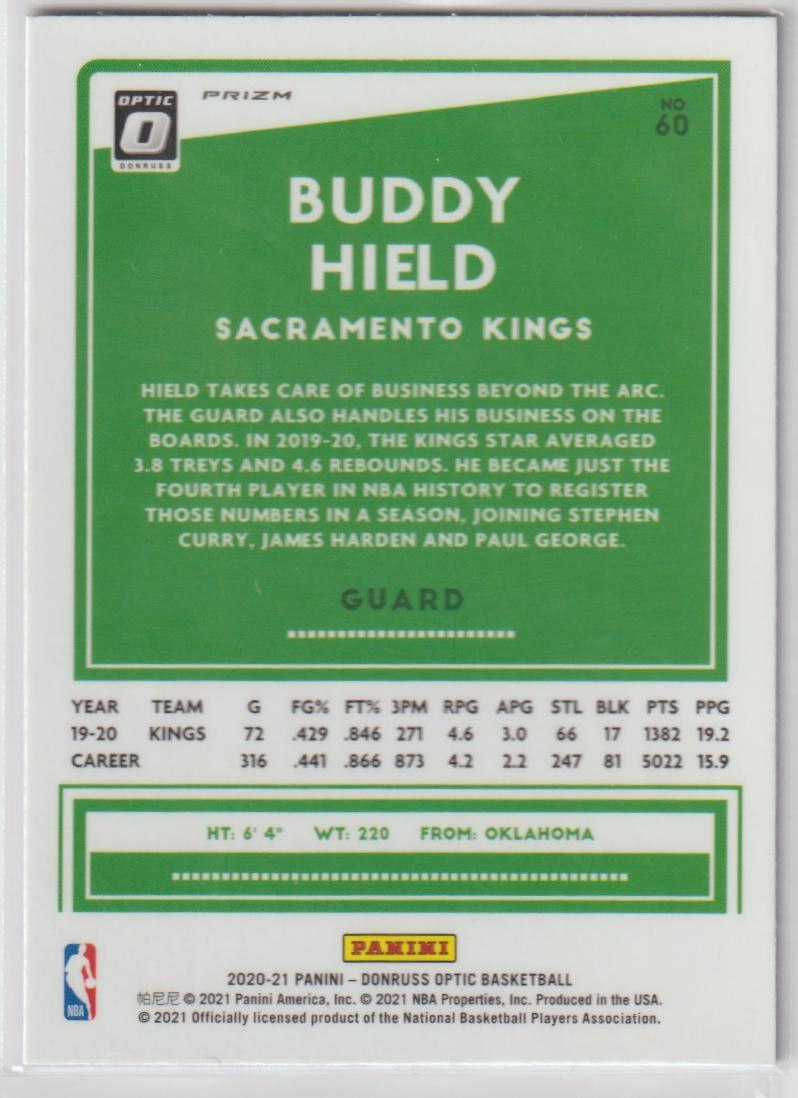 OPTIC
DONRUSS
PRIZM
NO.
60
BUDDY
HIELD
SACRAMENTO KINGS
HIELD TAKES CARE OF BUSINESS BEYOND THE ARC.
THE GUARD ALSO HANDLES HIS BUSINESS ON THE
BOARDS. IN 2019-20, THE KINGS STAR AVERAGED
3.8 TREYS AND 4.6 REBOUNDS. HE BECAME JUST THE
FOURTH PLAYER IN NBA HISTORY TO REGISTER
THOSE NUMBERS IN A SEASON, JOINING STEPHEN
CURRY, JAMES HARDEN AND PAUL GEORGE.
GUARD
YEAR TEAM G FG% FT% 3PM RPG APG STL BLK PTS PPG
19-20 KINGS 72 .429 .846 271 4.6 3.0 66 17 1382 19.2
CAREER 316 .441 .866 873 4.2 2.2 247 81 5022 15.9
HT: 6' 4" WT: 220 FROM: OKLAHOMA
PANINI
2020-21 PANINI – DONRUSS OPTIC BASKETBALL
帕尼尼 © 2021 Panini America, Inc. © 2021 NBA Properties, Inc. Produced in the USA.
© 2021 Officially licensed product of the National Basketball Players Association.
NBA